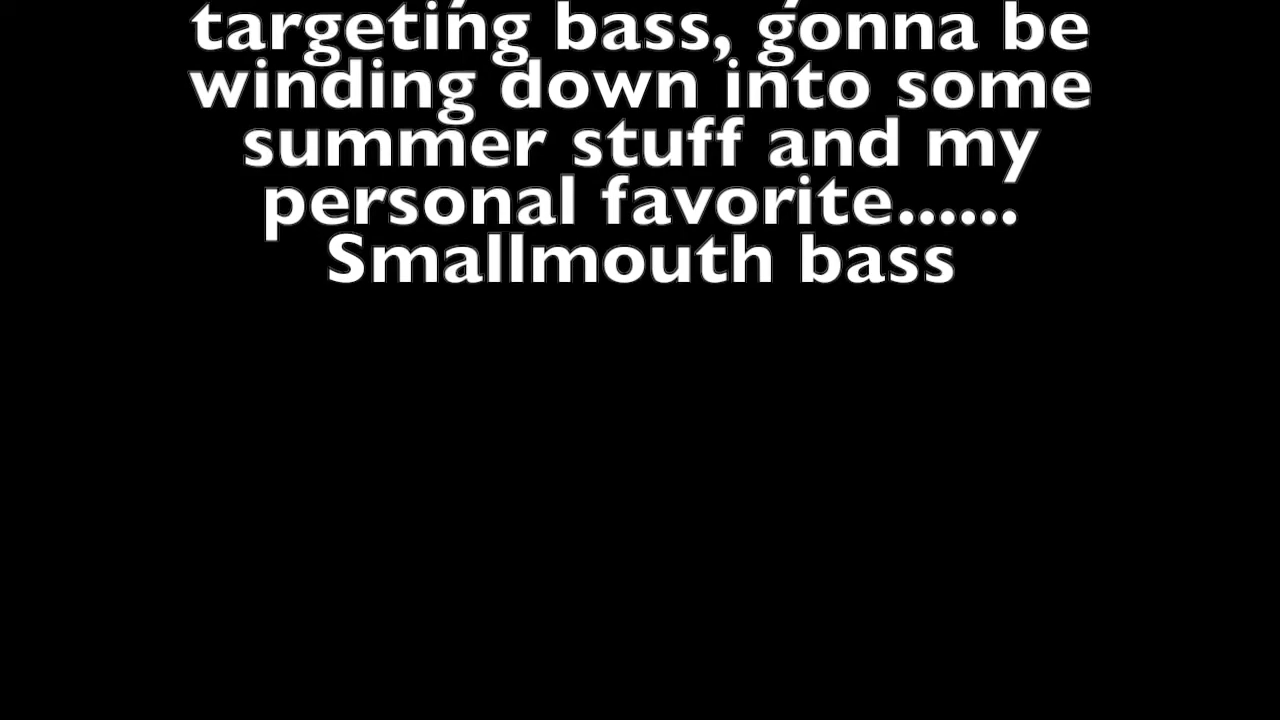 targeting bass, gonna be
winding down into some
summer stuff and my
personal favorite......
Smallmouth bass